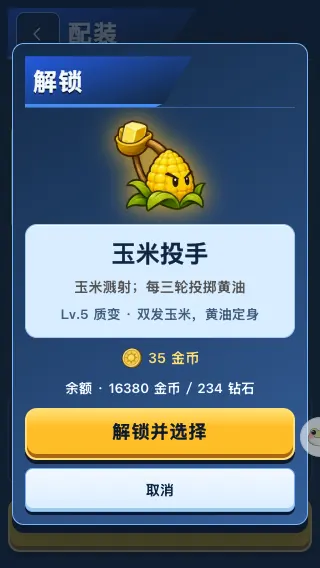 配装
解锁
玉米投手
玉米溅射；每三轮投掷黄油
Lv.5 质变 · 双发玉米，黄油定身
35 金币
余额 · 16380 金币 / 234 钻石
解锁并选择
取消